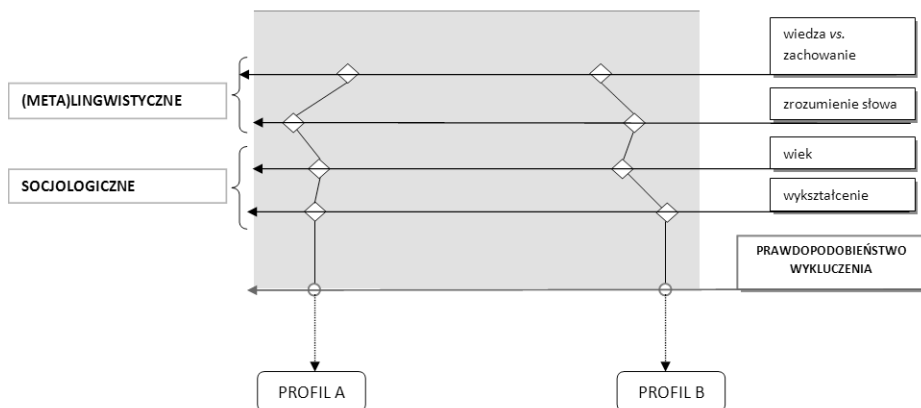 wiedza vs.
zachowanie
(META)LINGWISTYCZNE
zrozumienie słowa
wiek
SOCJOLOGICZNE
wykształcenie
PRAWDOPODOBIEŃSTWO
WYKLUCZENIA
PROFIL A
PROFIL B